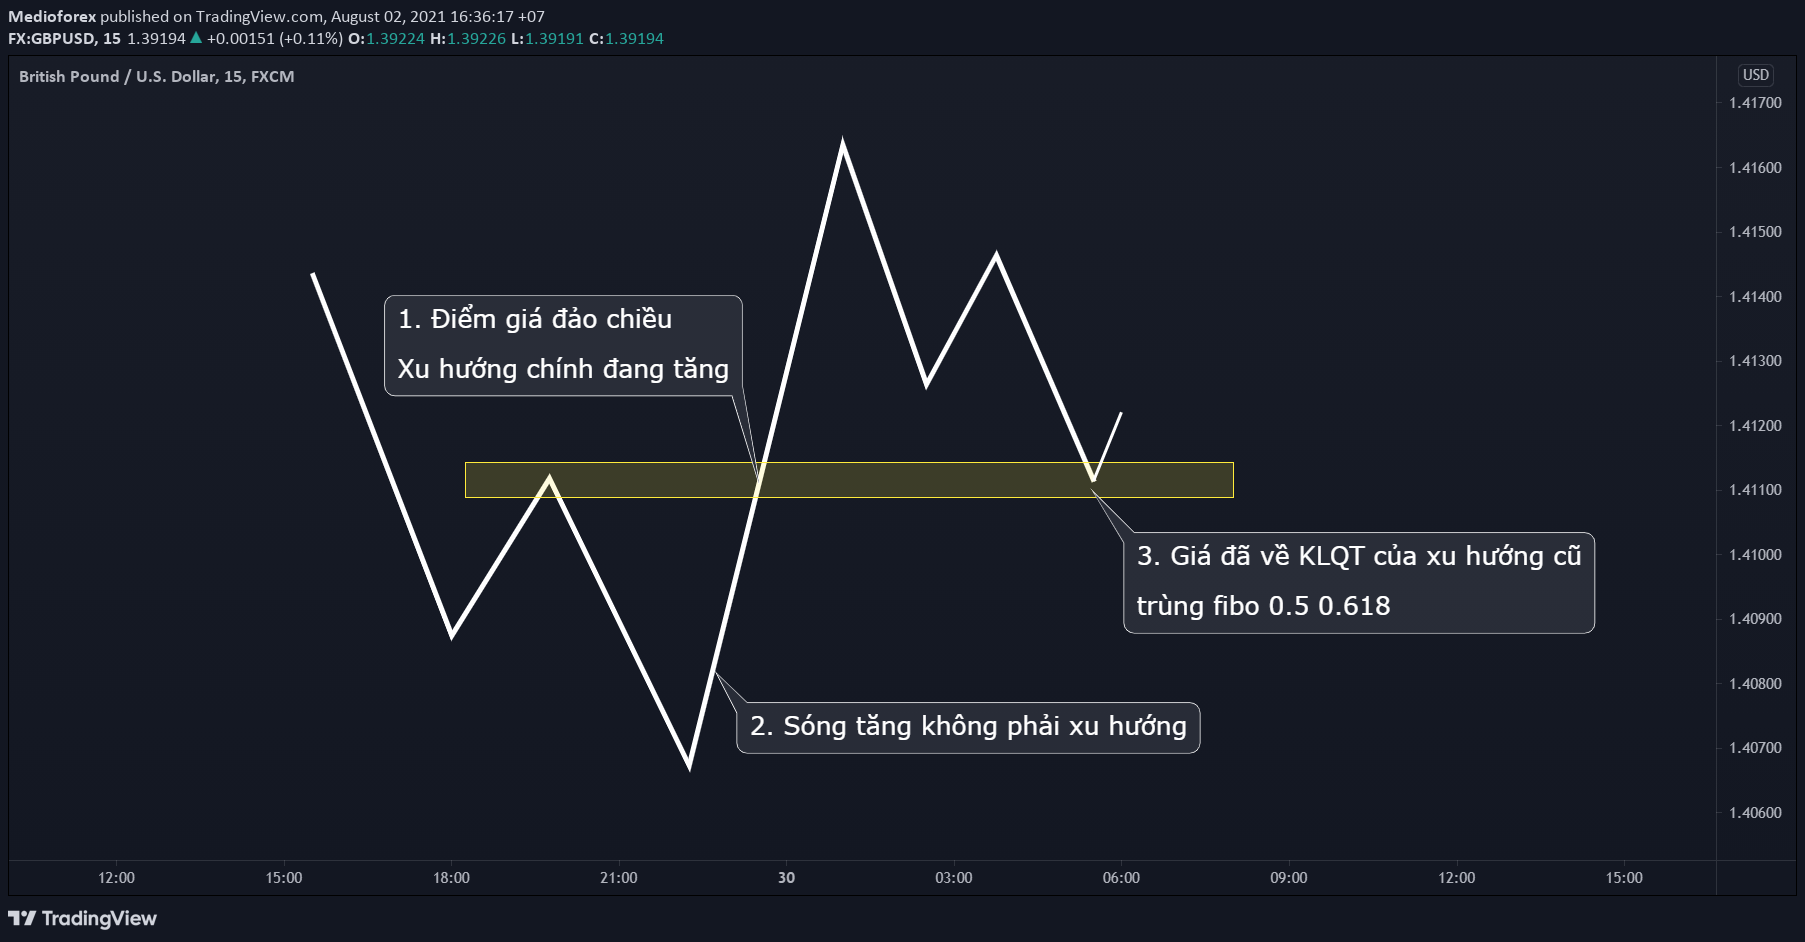 Medioforex published on TradingView.com, August 02, 2021 16:36:17 +07
FX:GBPUSD, 15 1.39194 ▲ +0.00151 (+0.11%) O:1.39224 H:1.39226 L:1.39191 C:1.39194
British Pound / U.S. Dollar, 15, FXCM
USD
1.41700
1.41600
1.41500
1.41400
1.41300
1.41200
1.41100
1.41000
1.40900
1.40800
1.40700
1.40600
1. Điểm giá đảo chiều
Xu hướng chính đang tăng
3. Giá đã về KLQT của xu hướng cũ
trùng fibo 0.5 0.618
2. Sóng tăng không phải xu hướng
12:00 15:00 18:00 21:00 30 03:00 06:00 09:00 12:00 15:00
TradingView